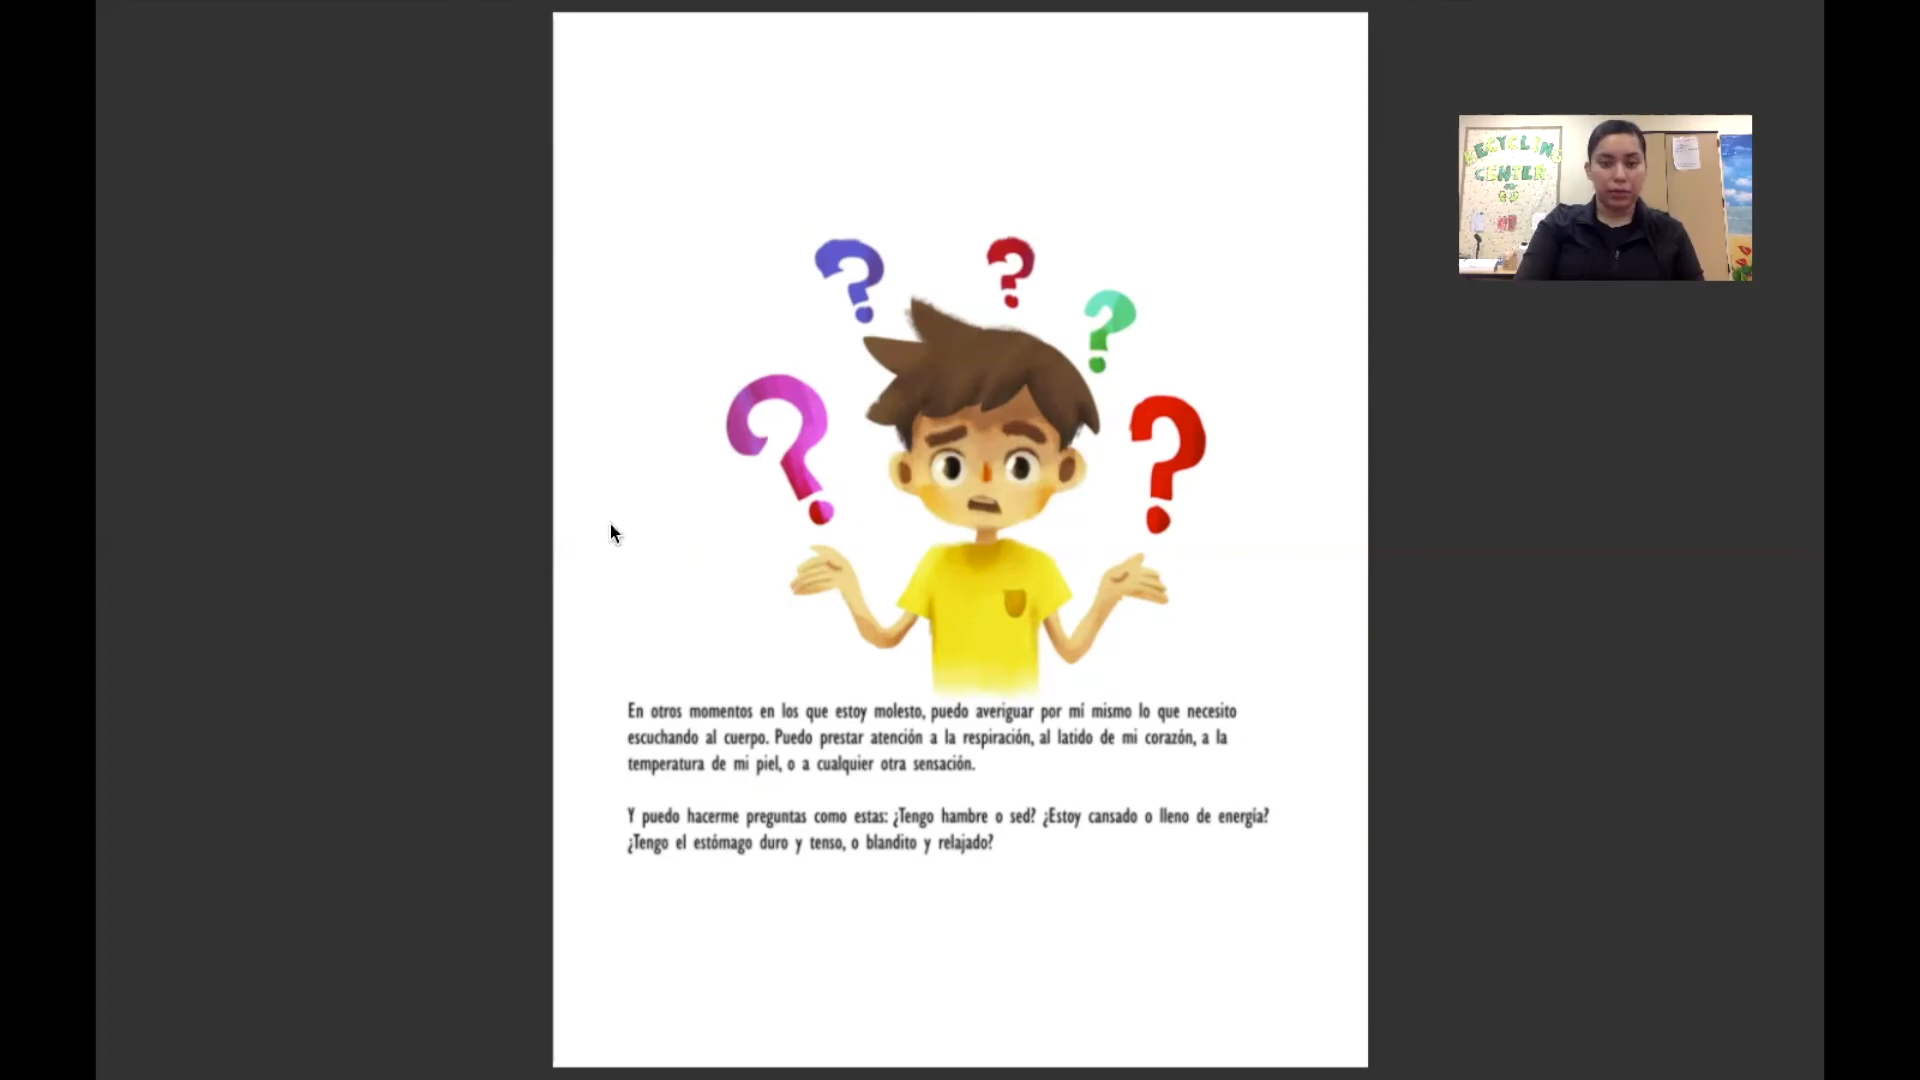 RECYCLING
CENTER
En otros momentos en los que estoy molesto, puedo averiguar por mí mismo lo que necesito
escuchando al cuerpo. Puedo prestar atención a la respiración, al latido de mi corazón, a la
temperatura de mi piel, o a cualquier otra sensación.
Y puedo hacerme preguntas como estas: ¿Tengo hambre o sed? ¿Estoy cansado o lleno de energía?
¿Tengo el estómago duro y tenso, o blandito y relajado?